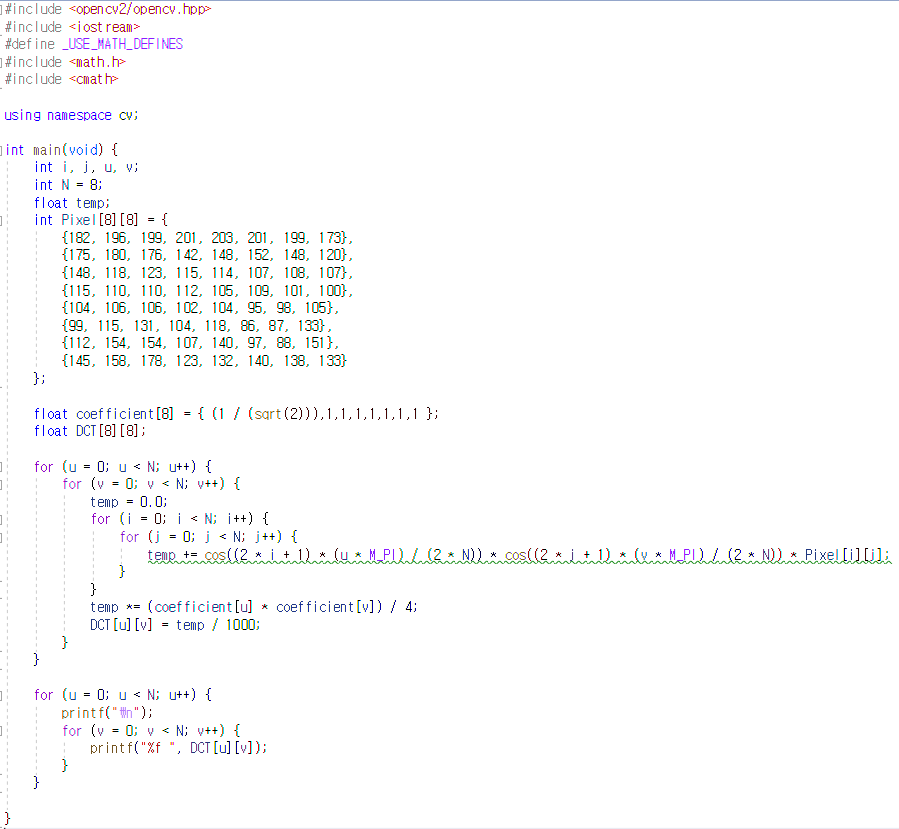 #include <opencv2/opencv.hpp>
#include <iostream>
#define _USE_MATH_DEFINES
#include <math.h>
#include <cmath>
using namespace cv;
int main(void) {
int i, j, u, v;
int N = 8;
float temp;
int Pixel[8][8] = {
{182, 196, 199, 201, 203, 201, 199, 173},
{175, 180, 176, 142, 148, 152, 148, 120},
{148, 118, 123, 115, 114, 107, 108, 107},
{115, 110, 110, 112, 105, 109, 101, 100},
{104, 106, 106, 102, 104, 95, 98, 105},
{99, 115, 131, 104, 118, 86, 87, 133},
{112, 154, 154, 107, 140, 97, 88, 151},
{145, 158, 178, 123, 132, 140, 138, 133}
};
float coefficient[8] = { (1 / (sqrt(2))),1,1,1,1,1,1,1 };
float DCT[8][8];
for (u = 0; u < N; u++) {
for (v = 0; v < N; v++) {
temp = 0.0;
for (i = 0; i < N; i++) {
for (j = 0; j < N; j++) {
temp += cos((2 * i + 1) * (u * M_PI) / (2 * N)) * cos((2 * j + 1) * (v * M_PI) / (2 * N)) * Pixel[i][j];
}
}
temp *= (coefficient[u] * coefficient[v]) / 4;
DCT[u][v] = temp / 1000;
}
}
for (u = 0; u < N; u++) {
printf("₩n");
for (v = 0; v < N; v++) {
printf("%f ", DCT[u][v]);
}
}
}